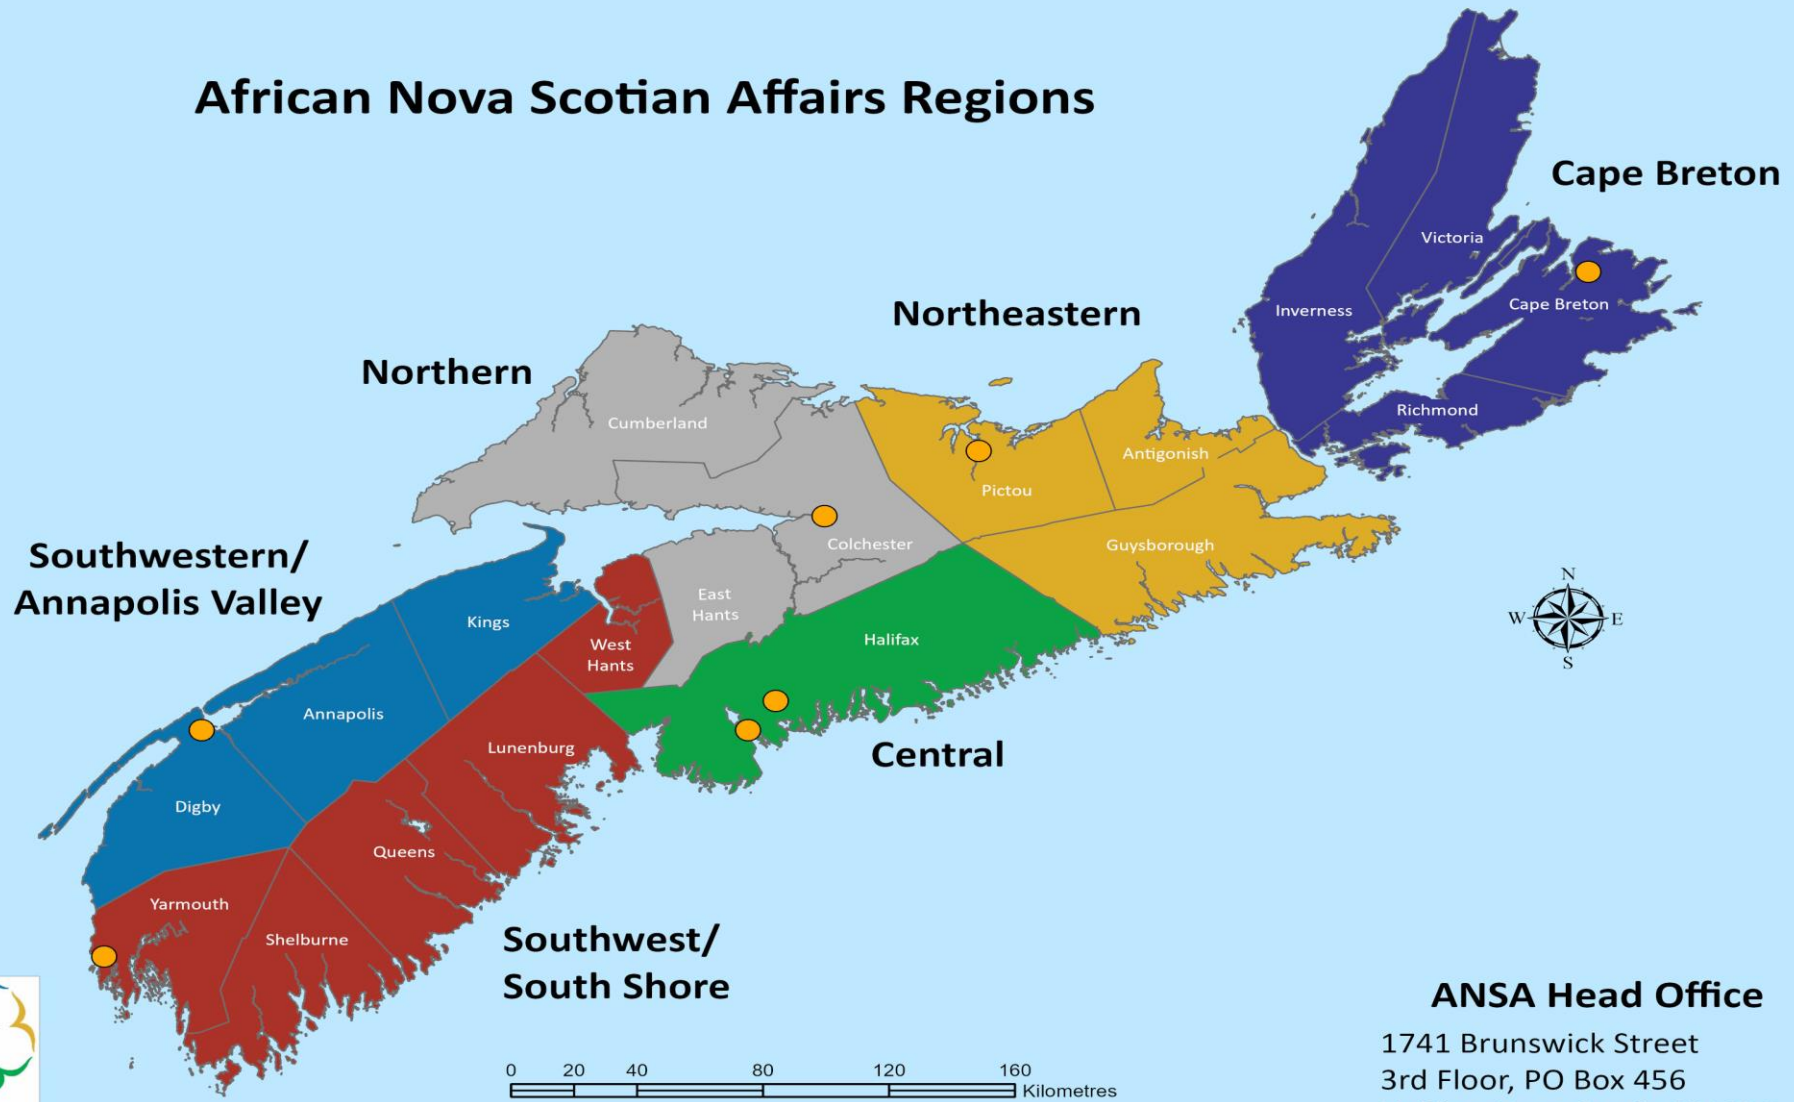 African Nova Scotian Affairs Regions
Cape Breton
Victoria
Inverness
Cape Breton
Richmond
Northeastern
Northern
Cumberland
Antigonish
Pictou
Colchester
Guysborough
Southwestern/
Annapolis Valley
East
Hants
Kings
West
Hants
Halifax
Annapolis
Lunenburg
Central
Digby
Queens
Yarmouth
Shelburne
Southwest/
South Shore
N
W
E
S
ANSA Head Office
1741 Brunswick Street
3rd Floor, PO Box 456
0 20 40 80 120 160
Kilometres